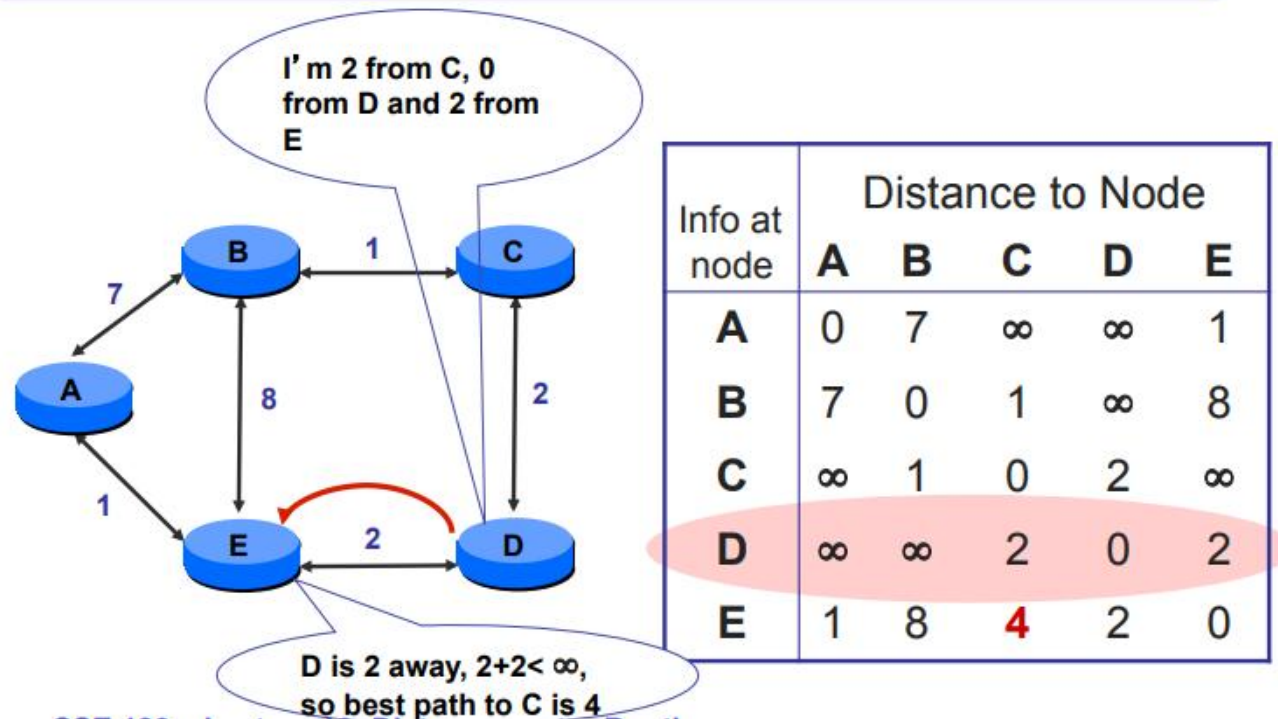 I’m 2 from C, 0
from D and 2 from
E
B
1
C
7
A
8
2
1
E
2
D
D is 2 away, 2+2< ∞,
so best path to C is 4
Info at
node
Distance to Node
A B C D E
A 0 7 ∞ ∞ 1
B 7 0 1 ∞ 8
C ∞ 1 0 2 ∞
D ∞ ∞ 2 0 2
E 1 8 4 2 0